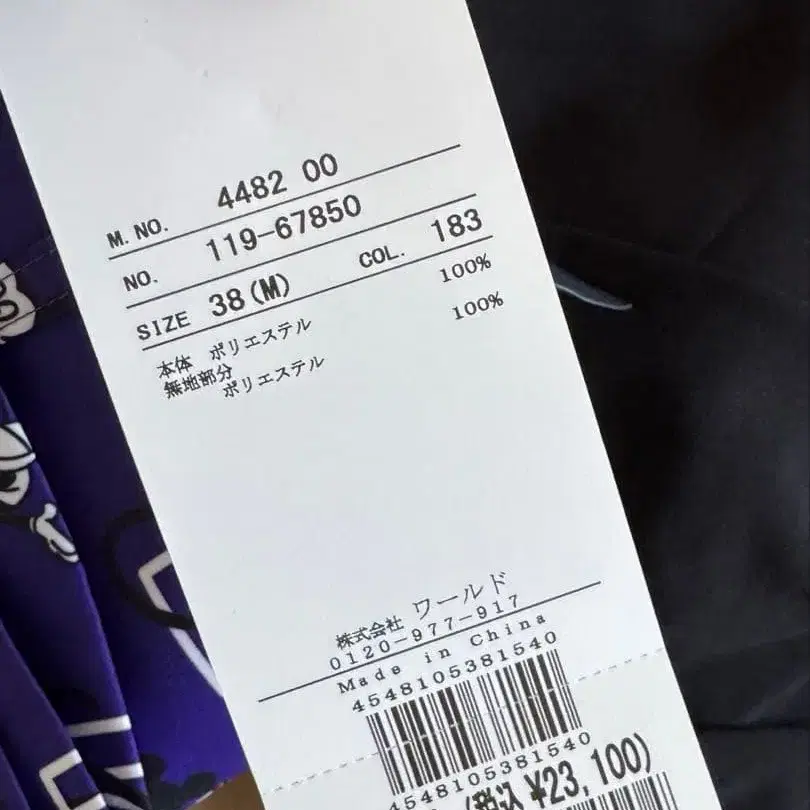 M. NO. 4482 00
NO. 119-67850
SIZE 38(M) COL. 183
本体 ポリエステル 100%
無地部分
ポリエステル 100%
株式会社 ワールド
0120-977-917
Made in China
4548105381540
4548105381540
(税込 ¥23,100)